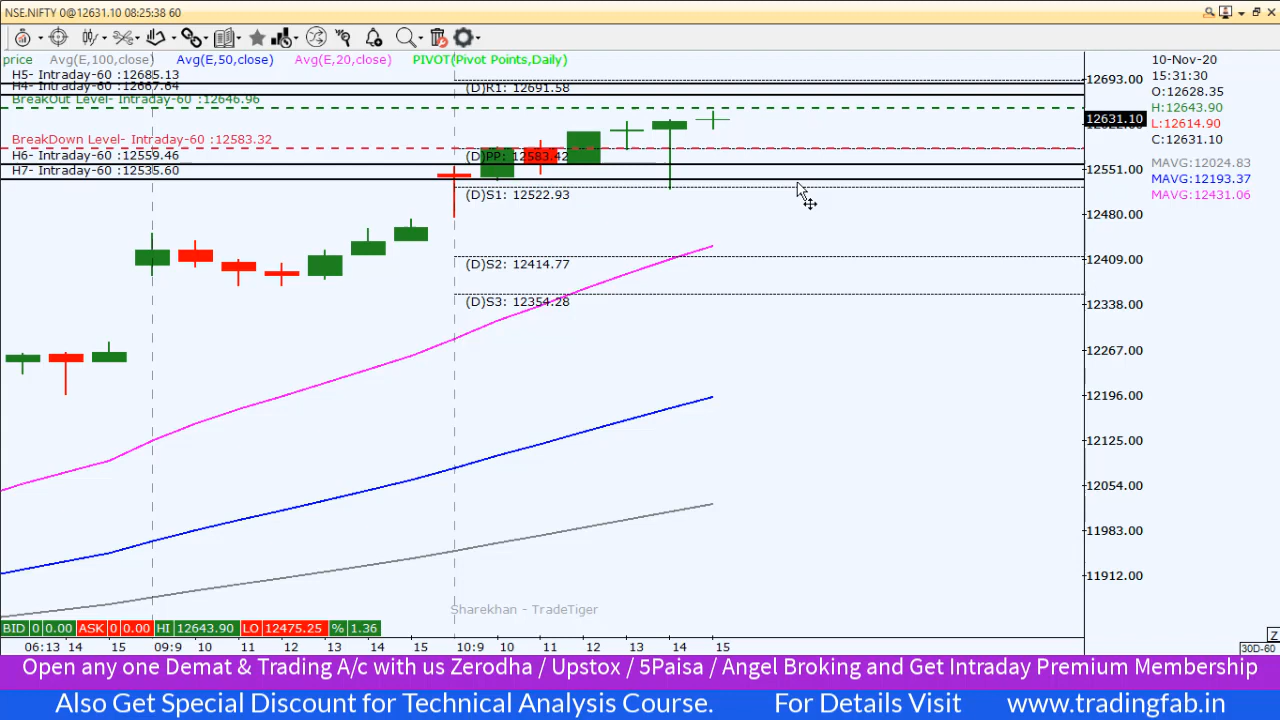 NSE.NIFTY 0@12631.10 08:25:38 60
price Avg(E,100,close) Avg(E,50,close) Avg(E,20,close) PIVOT(Pivot Points,Daily)
H5- Intraday-60 :12685.13
H4- Intraday-60 :12667.64
(D)R1: 12691.58
BreakOut Level- Intraday-60 :12646.96
BreakDown Level- Intraday-60 :12583.32
H6- Intraday-60 :12559.46
(D)PP: 12583.42
H7- Intraday-60 :12535.60
(D)S1: 12522.93
(D)S2: 12414.77
(D)S3: 12354.28
12693.00
12631.10
12551.00
12480.00
12409.00
12338.00
12267.00
12196.00
12125.00
12054.00
11983.00
11912.00
10-Nov-20
15:31:30
O:12628.35
H:12643.90
L:12614.90
C:12631.10
MAVG:12024.83
MAVG:12193.37
MAVG:12431.06
Sharekhan - TradeTiger
BID 0 0.00 ASK 0 0.00 HI 12643.90 LO 12475.25 % 1.36
06:13 14 15 09:9 10 11 12 13 14 15 10:9 10 11 12 13 14 15
Z
30D-60
Open any one Demat & Trading A/c with us Zerodha / Upstox / 5Paisa / Angel Broking and Get Intraday Premium Membership
Also Get Special Discount for Technical Analysis Course. For Details Visit www.tradingfab.in